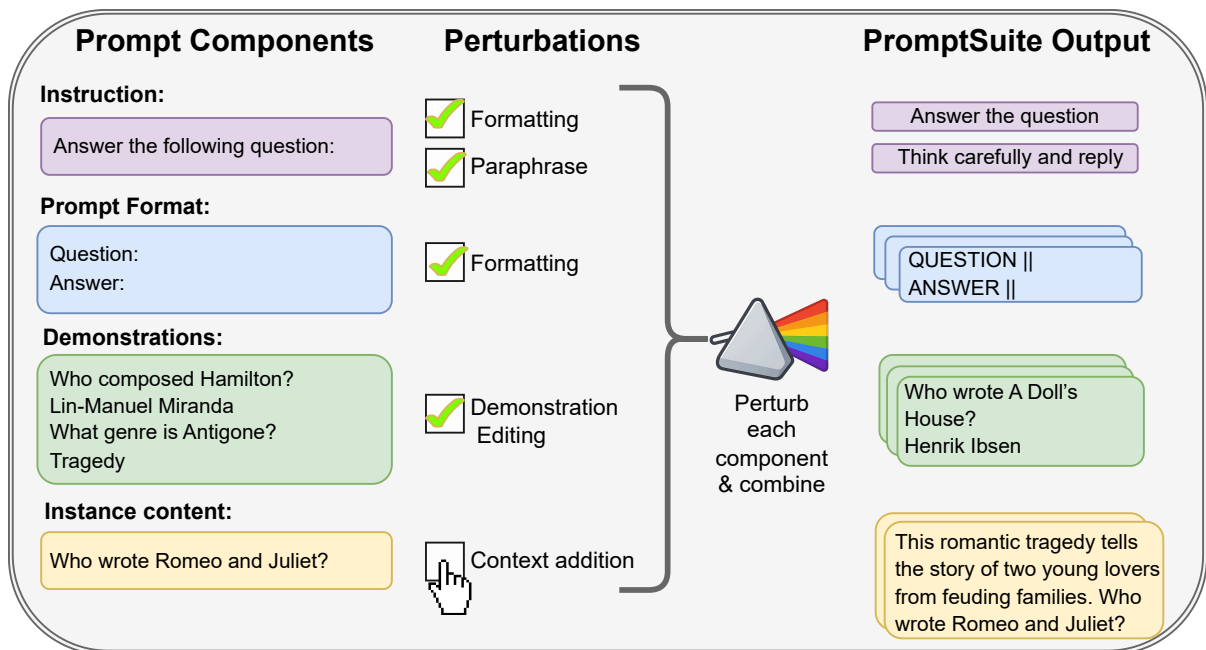 Prompt Components
Perturbations
PromptSuite Output
Instruction:
Answer the following question:
Formatting
Paraphrase
Answer the question
Think carefully and reply
Prompt Format:
Question:
Answer:
Formatting
QUESTION ||
ANSWER ||
Demonstrations:
Who composed Hamilton?
Lin-Manuel Miranda
What genre is Antigone?
Tragedy
Demonstration
Editing
Perturb
each
component
& combine
Who wrote A Doll's
House?
Henrik Ibsen
Instance content:
Who wrote Romeo and Juliet?
Context addition
This romantic tragedy tells
the story of two young lovers
from feuding families. Who
wrote Romeo and Juliet?